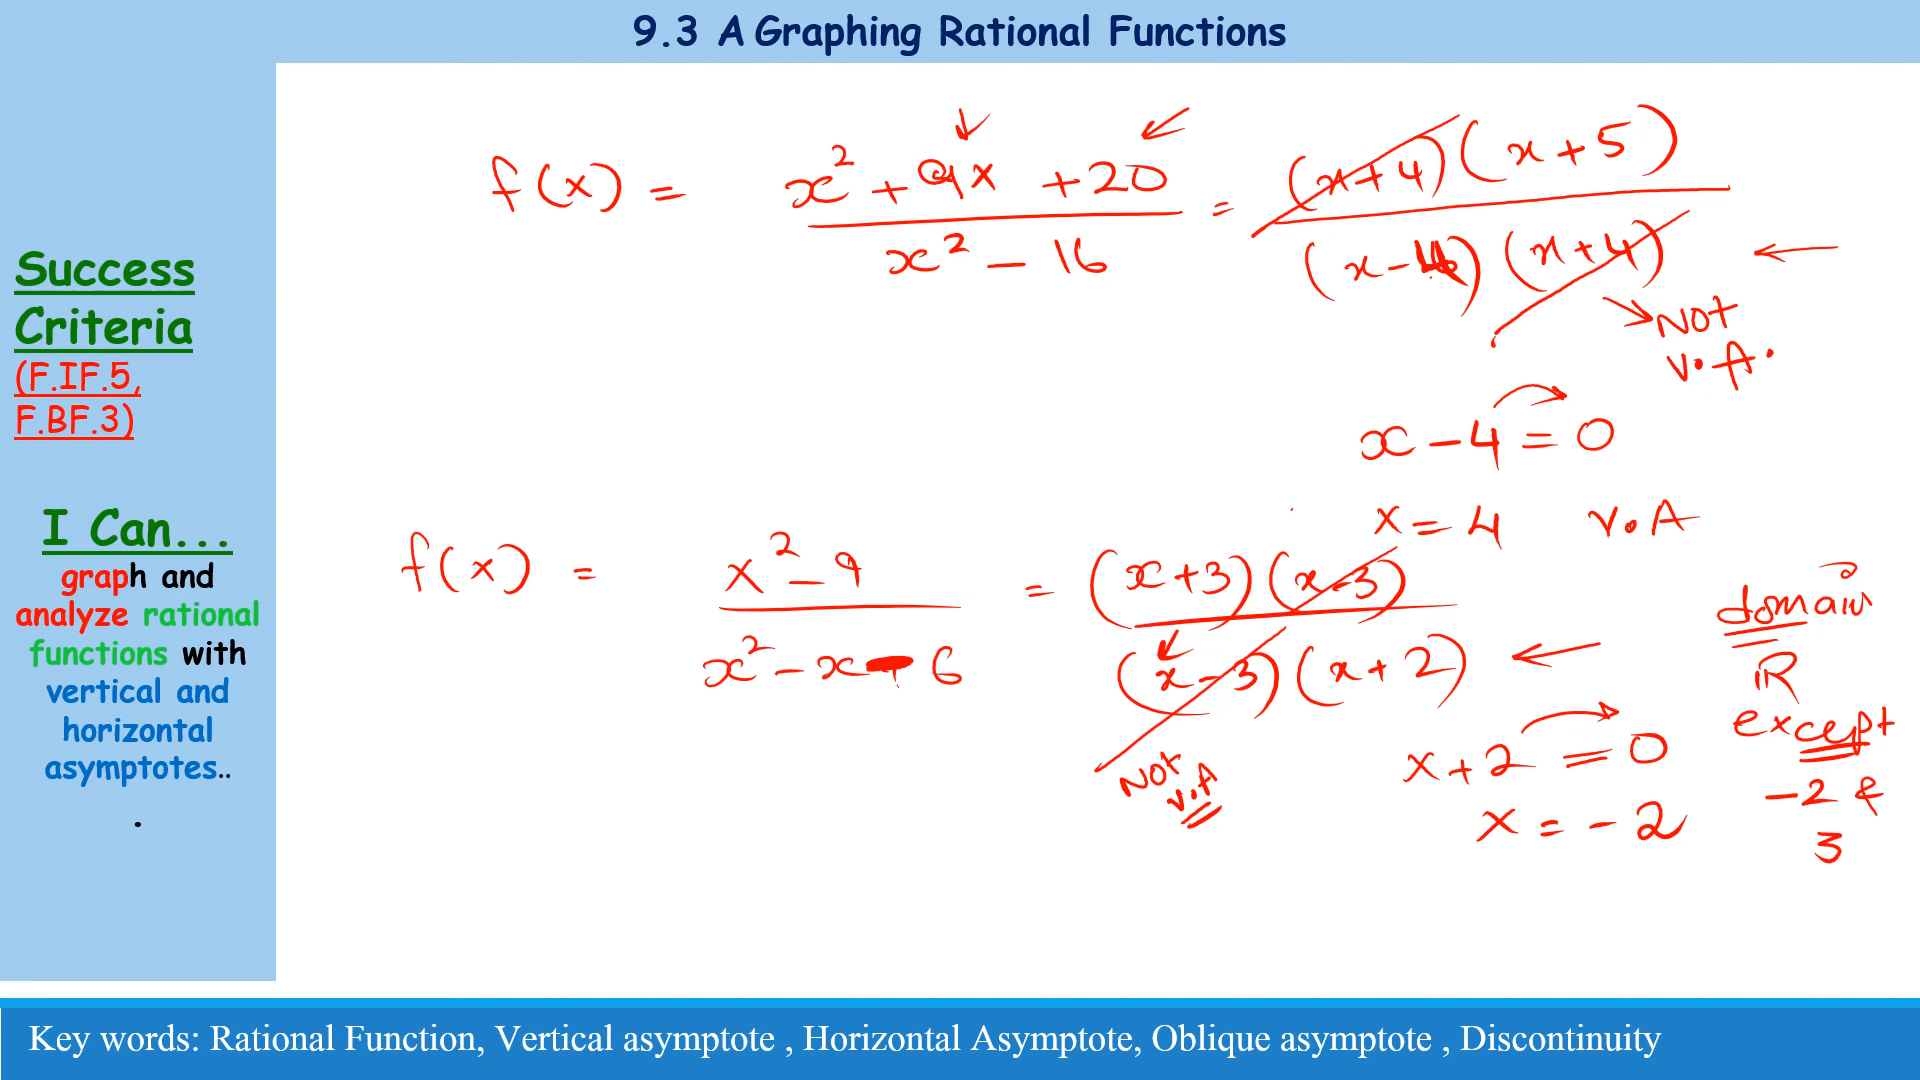 9.3 A Graphing Rational Functions
Success
Criteria
(F.IF.5,
F.BF.3)
I Can...
graph and
analyze rational
functions with
vertical and
horizontal
asymptotes..
.
f(x) = x² + 9x + 20 / x² - 16 = (x+4)(x+5) / (x-4)(x+4)
Not
V.A.
x - 4 = 0
x = 4 V.A
f(x) = x² - 9 / x² - x - 6 = (x+3)(x-3) / (x-3)(x+2)
Not
V.A
x + 2 = 0
x = -2
domain
IR
except
-2 &
3
Key words: Rational Function, Vertical asymptote , Horizontal Asymptote, Oblique asymptote , Discontinuity